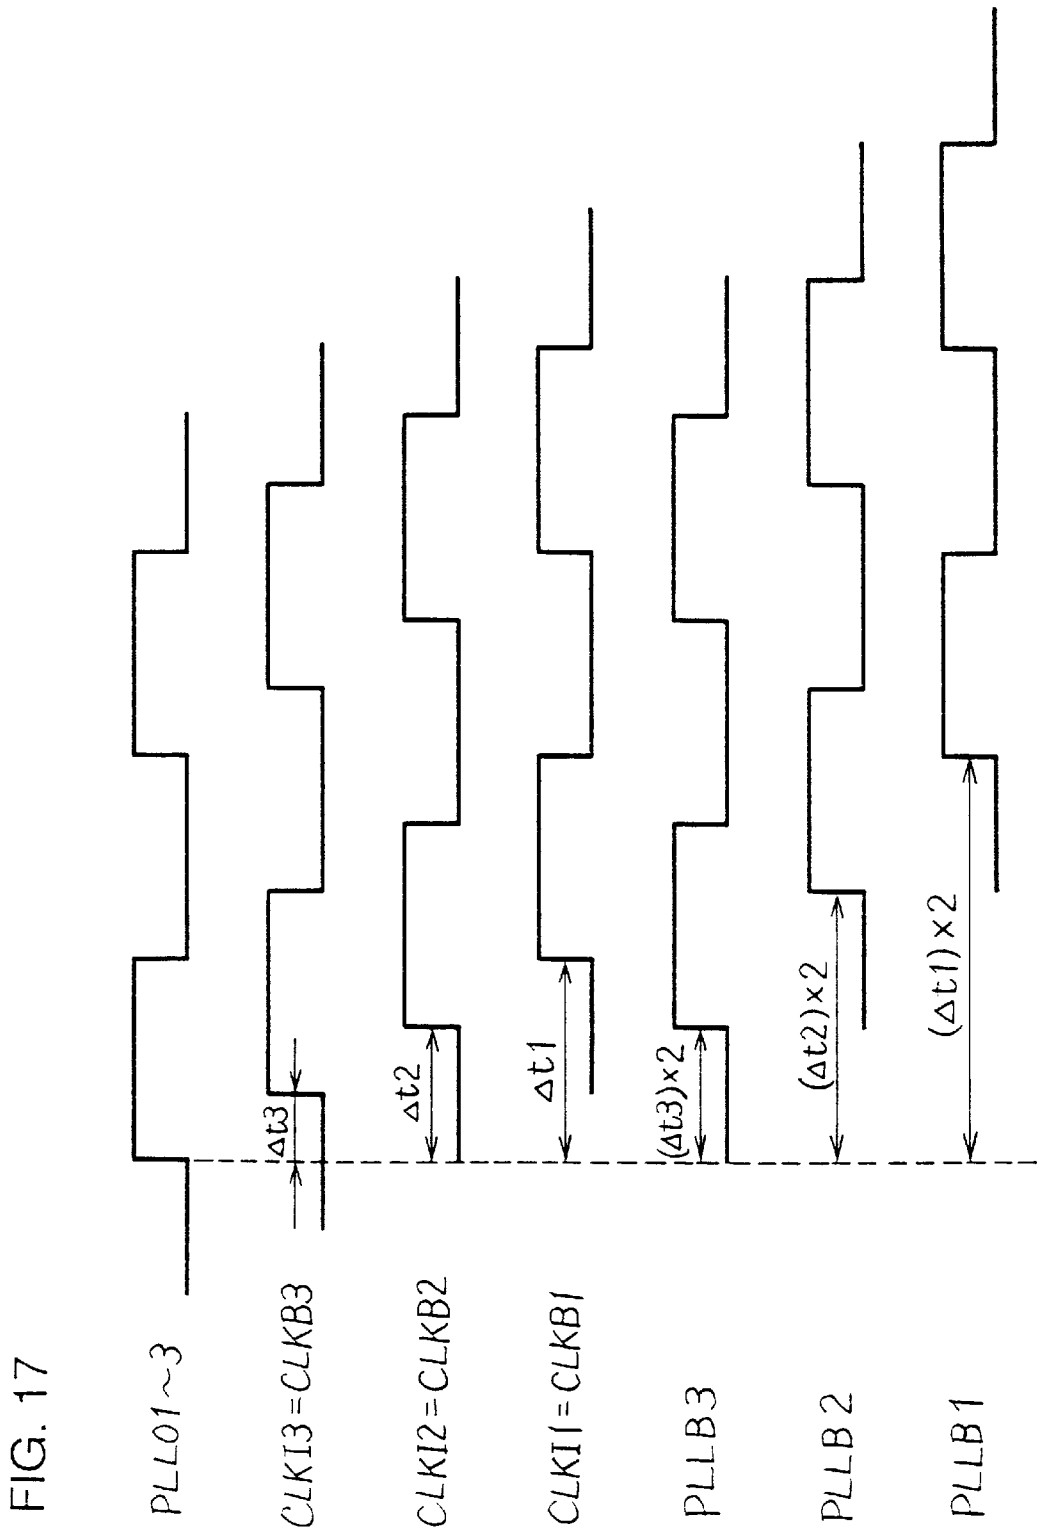 FIG. 17
PLLO1~3
CLKI3=CLKB3
Δt3
CLKI2=CLKB2
Δt2
CLKI1=CLKB1
Δt1
PLLB3
(Δt3)×2
PLLB2
(Δt2)×2
PLLB1
(Δt1)×2